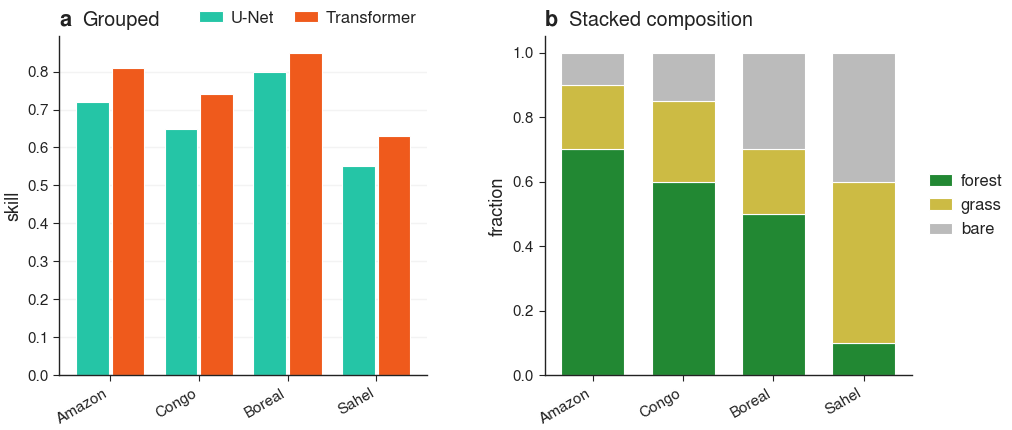 a Grouped
U-Net Transformer
skill
0.8
0.7
0.6
0.5
0.4
0.3
0.2
0.1
0.0
Amazon Congo Boreal Sahel
b Stacked composition
fraction
1.0
0.8
0.6
0.4
0.2
0.0
Amazon Congo Boreal Sahel
forest
grass
bare